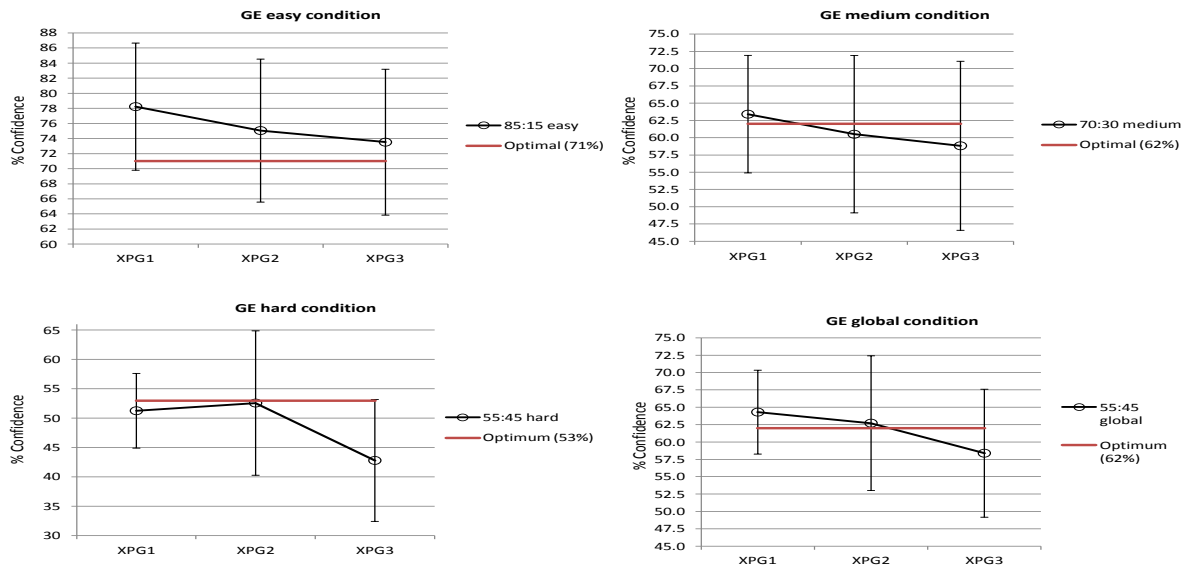 GE easy condition
88
86
84
82
80
78
76
74
72
70
68
66
64
62
60
% Confidence
XPG1 XPG2 XPG3
85:15 easy
Optimal (71%)
GE medium condition
75.0
72.5
70.0
67.5
65.0
62.5
60.0
57.5
55.0
52.5
50.0
47.5
45.0
% Confidence
XPG1 XPG2 XPG3
70:30 medium
Optimal (62%)
GE hard condition
65
60
55
50
45
40
35
30
% Confidence
XPG1 XPG2 XPG3
55:45 hard
Optimum (53%)
GE global condition
75.0
72.5
70.0
67.5
65.0
62.5
60.0
57.5
55.0
52.5
50.0
47.5
45.0
% Confidence
XPG1 XPG2 XPG3
55:45
global
Optimum
(62%)